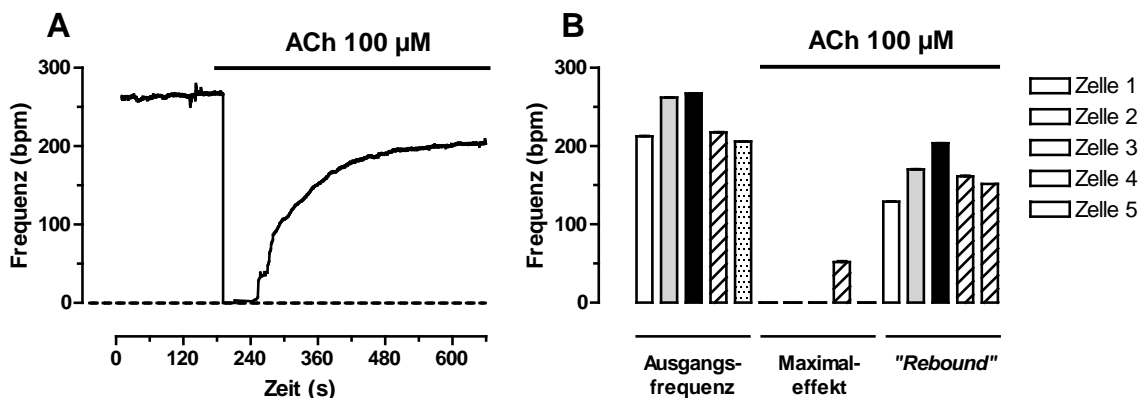 A
ACh 100 µM
Frequenz (bpm)
300
200
100
0
0
120
240
360
480
600
Zeit (s)
B
ACh 100 µM
Frequenz (bpm)
300
200
100
0
Ausgangs-
frequenz
Maximal-
effekt
"Rebound"
Zelle 1
Zelle 2
Zelle 3
Zelle 4
Zelle 5